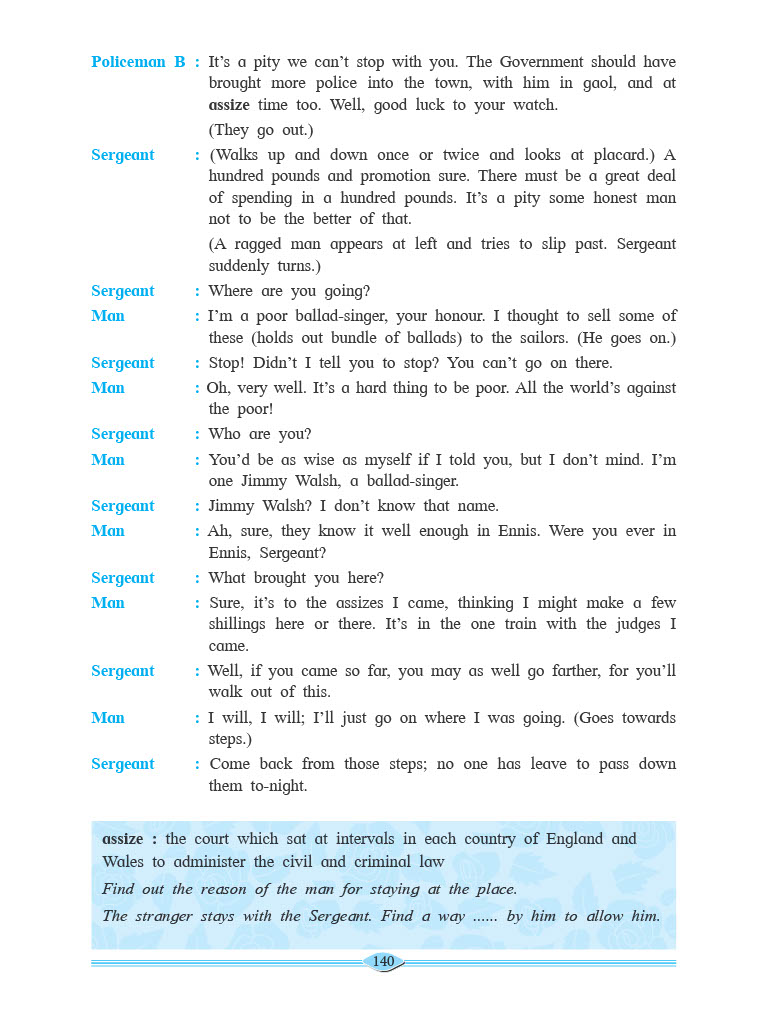 Policeman B : It's a pity we can't stop with you. The Government should have
brought more police into the town, with him in gaol, and at
assize time too. Well, good luck to your watch.
(They go out.)
Sergeant : (Walks up and down once or twice and looks at placard.) A
hundred pounds and promotion sure. There must be a great deal
of spending in a hundred pounds. It's a pity some honest man
not to be the better of that.
(A ragged man appears at left and tries to slip past. Sergeant
suddenly turns.)
Sergeant : Where are you going?
Man : I'm a poor ballad-singer, your honour. I thought to sell some of
these (holds out bundle of ballads) to the sailors. (He goes on.)
Sergeant : Stop! Didn't I tell you to stop? You can't go on there.
Man : Oh, very well. It's a hard thing to be poor. All the world's against
the poor!
Sergeant : Who are you?
Man : You'd be as wise as myself if I told you, but I don't mind. I'm
one Jimmy Walsh, a ballad-singer.
Sergeant : Jimmy Walsh? I don't know that name.
Man : Ah, sure, they know it well enough in Ennis. Were you ever in
Ennis, Sergeant?
Sergeant : What brought you here?
Man : Sure, it's to the assizes I came, thinking I might make a few
shillings here or there. It's in the one train with the judges I
came.
Sergeant : Well, if you came so far, you may as well go farther, for you'll
walk out of this.
Man : I will, I will; I'll just go on where I was going. (Goes towards
steps.)
Sergeant : Come back from those steps; no one has leave to pass down
them to-night.
assize : the court which sat at intervals in each country of England and
Wales to administer the civil and criminal law
Find out the reason of the man for staying at the place.
The stranger stays with the Sergeant. Find a way ...... by him to allow him.
140